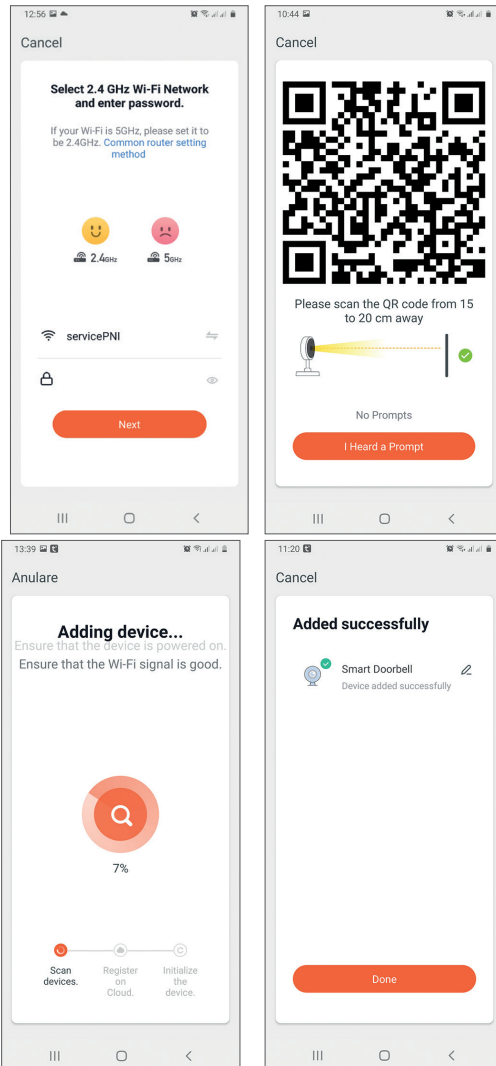 12:56
Cancel
Select 2.4 GHz Wi-Fi Network
and enter password.
If your Wi-Fi is 5GHz, please set it to
be 2.4GHz. Common router setting
method
2.4GHz
5GHz
servicePNI
Next
10:44
Cancel
Please scan the QR code from 15
to 20 cm away
No Prompts
I Heard a Prompt
13:39
Anulare
Adding device...
Ensure that the device is powered on.
Ensure that the Wi-Fi signal is good.
7%
Scan
devices.
Register
on
Cloud.
Initialize
the
device.
11:20
Cancel
Added successfully
Smart Doorbell
Device added successfully
Done